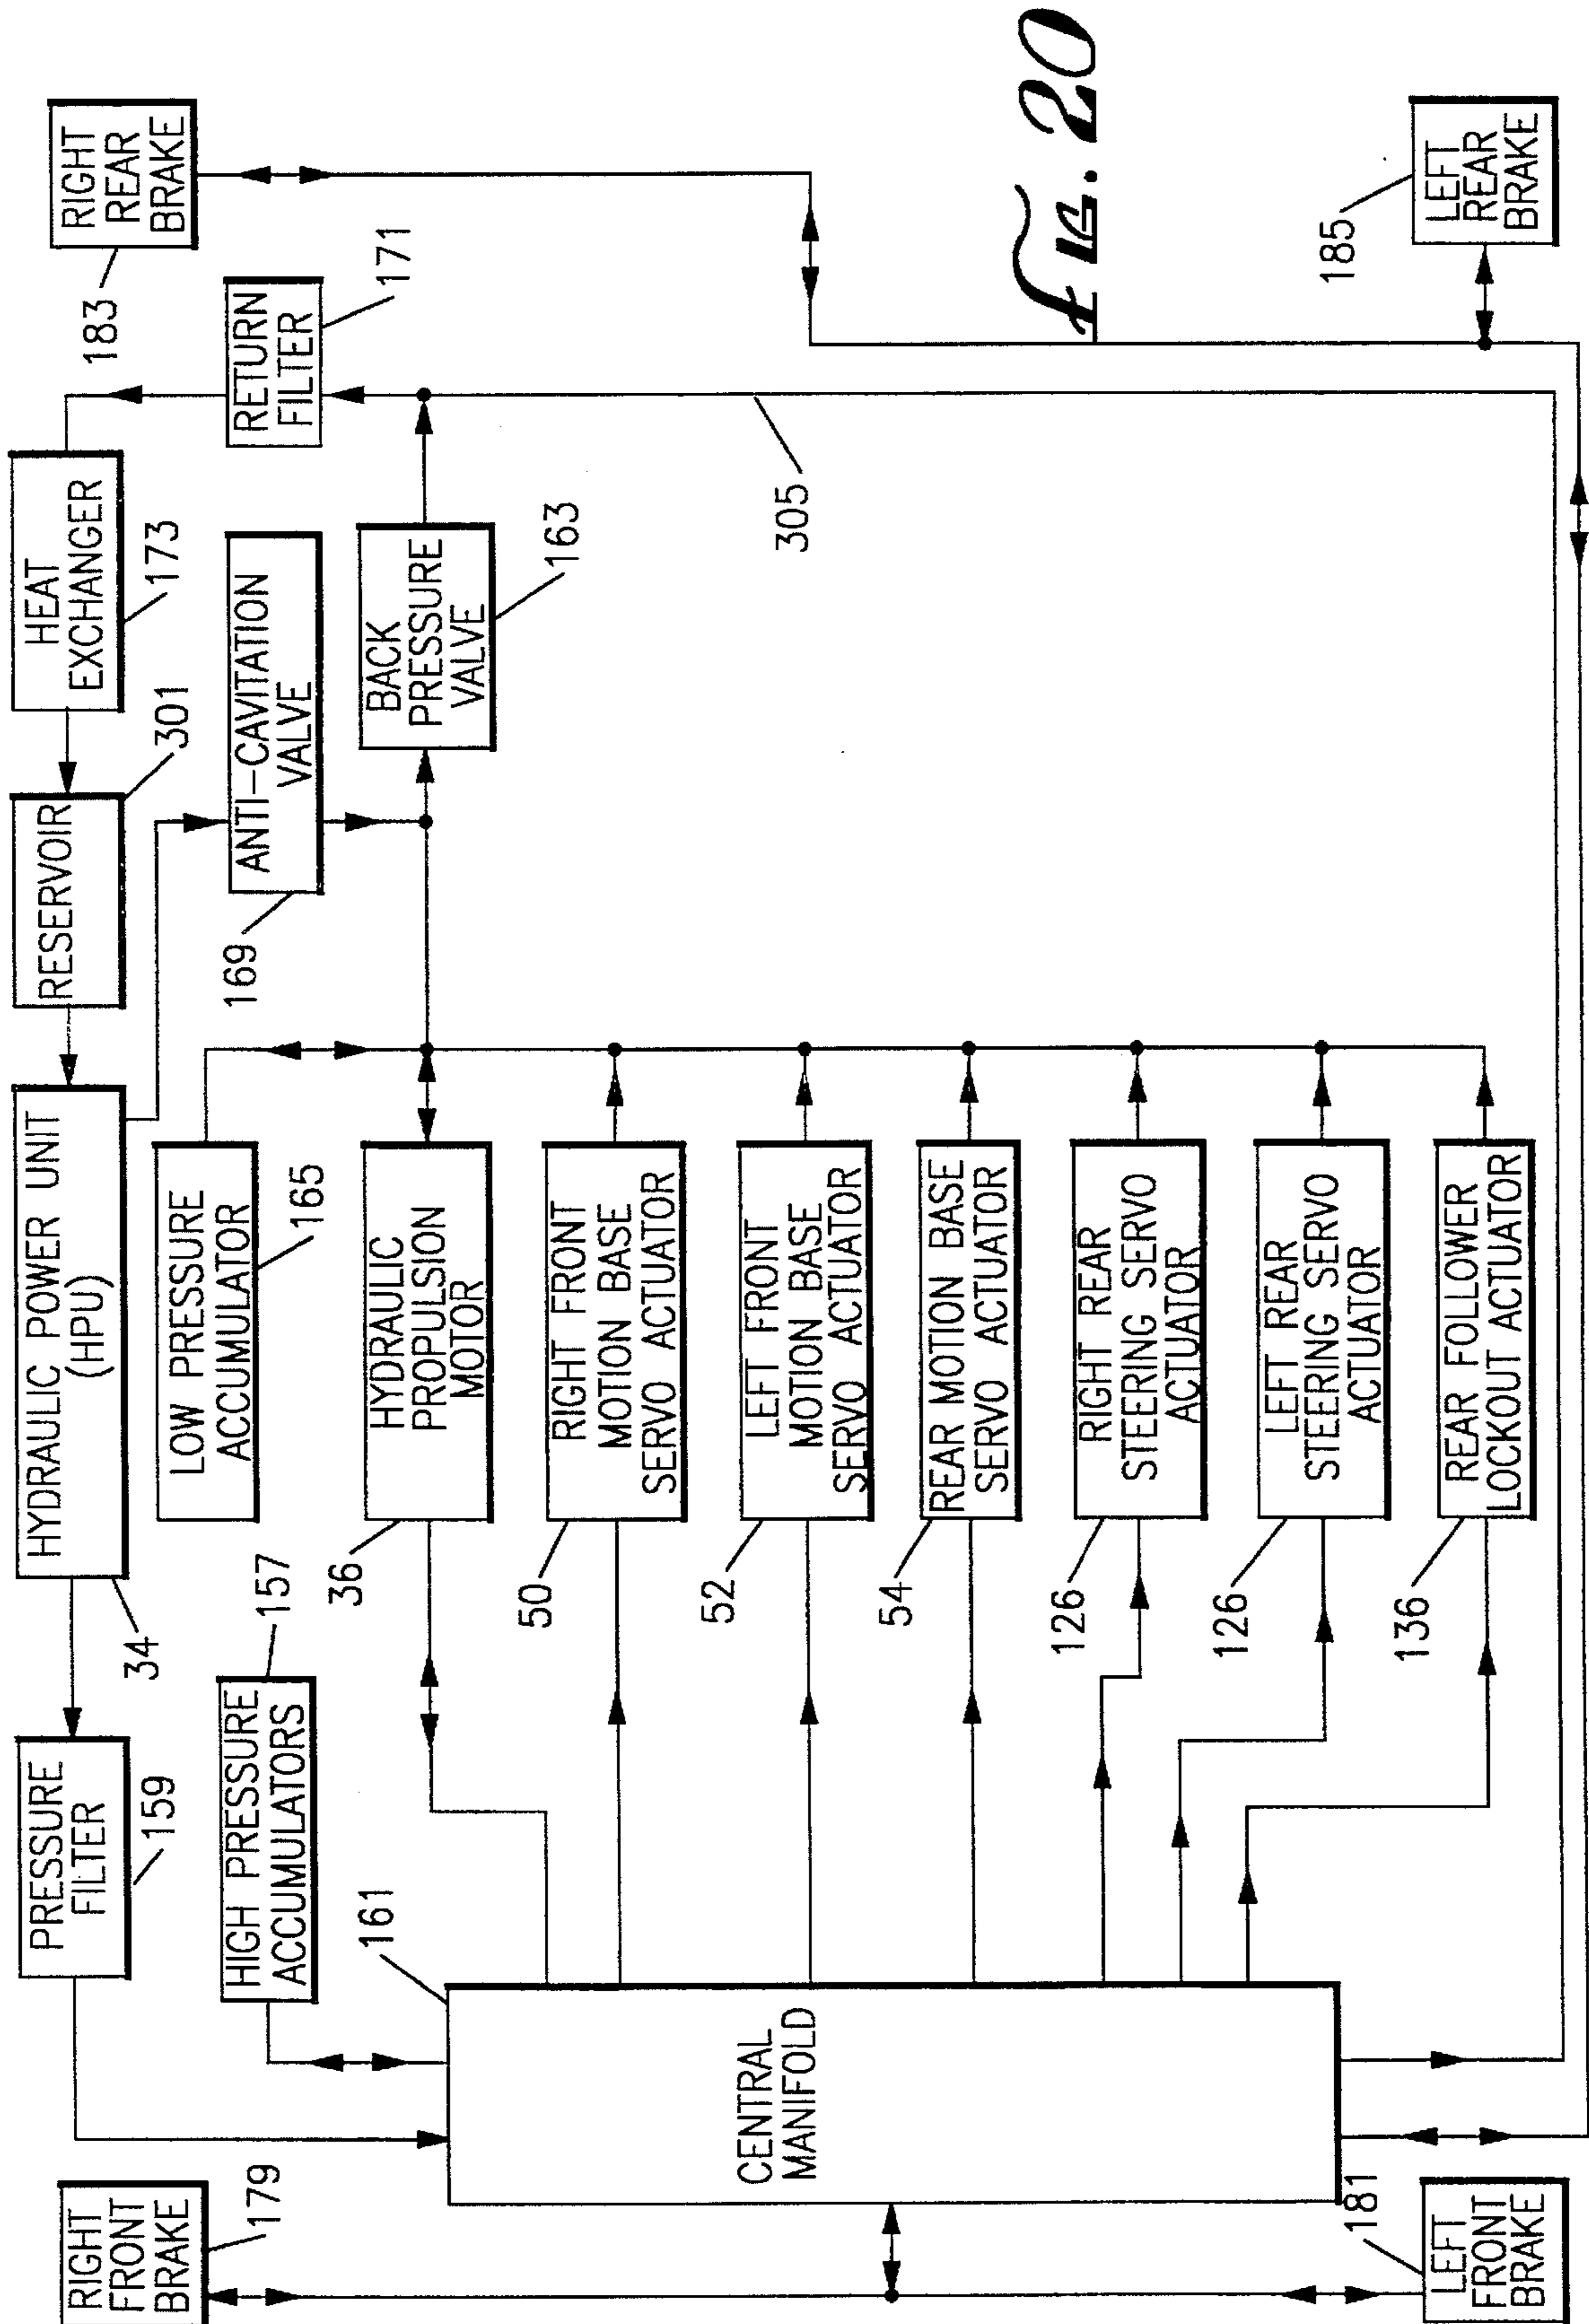 RIGHT
FRONT
BRAKE
179
PRESSURE
FILTER
159
HYDRAULIC POWER UNIT
(HPU)
34
RESERVOIR
301
HEAT
EXCHANGER
173
RIGHT
REAR
BRAKE
183
HIGH PRESSURE
ACCUMULATORS
157
LOW PRESSURE
ACCUMULATOR
165
ANTI-CAVITATION
VALVE
169
RETURN
FILTER
171
161
CENTRAL
MANIFOLD
HYDRAULIC
PROPULSION
MOTOR
36
BACK
PRESSURE
VALVE
163
RIGHT FRONT
MOTION BASE
SERVO ACTUATOR
50
LEFT FRONT
MOTION BASE
SERVO ACTUATOR
52
305
REAR MOTION BASE
SERVO ACTUATOR
54
RIGHT REAR
STEERING SERVO
ACTUATOR
126
LEFT REAR
STEERING SERVO
ACTUATOR
126
REAR FOLLOWER
LOCKOUT ACTUATOR
136
181
LEFT
FRONT
BRAKE
185
LEFT
REAR
BRAKE
FIG. 20